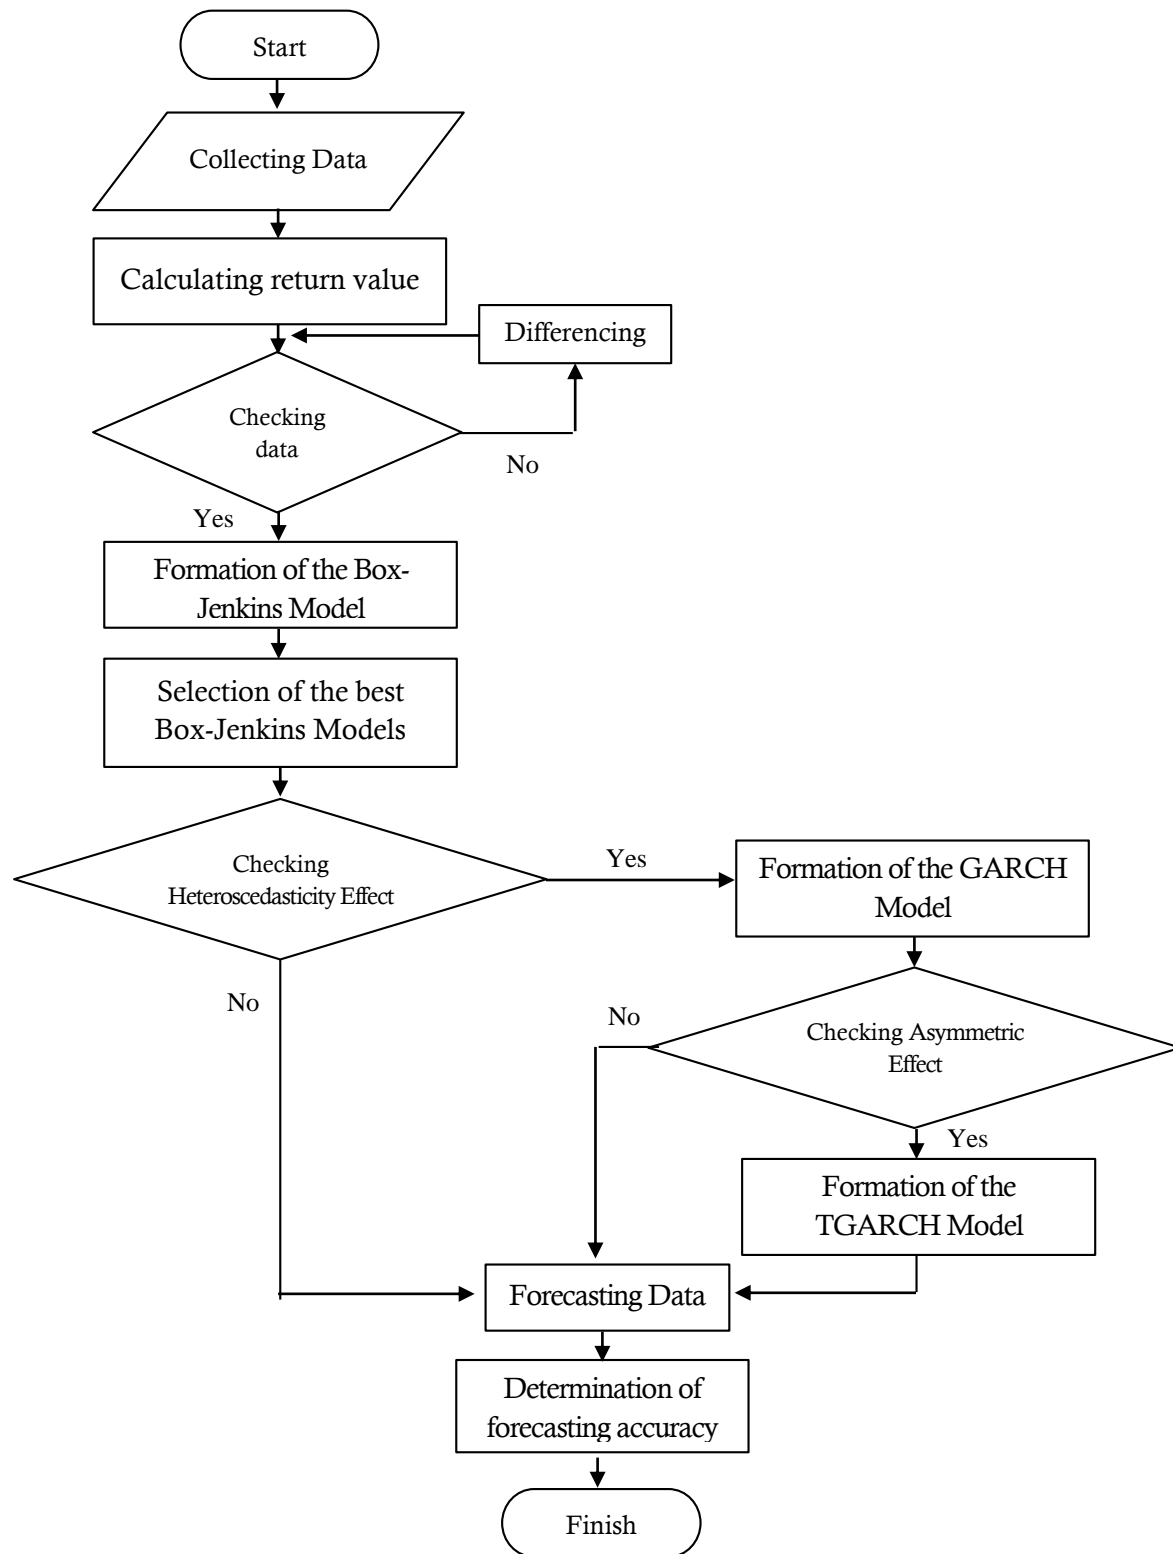 Start
Collecting Data
Calculating return value
Differencing
Checking
data
No
Yes
Formation of the Box-
Jenkins Model
Selection of the best
Box-Jenkins Models
Checking
Heteroscedasticity Effect
Yes
Formation of the GARCH
Model
No
No
Checking Asymmetric
Effect
Yes
Formation of the
TGARCH Model
Forecasting Data
Determination of
forecasting accuracy
Finish